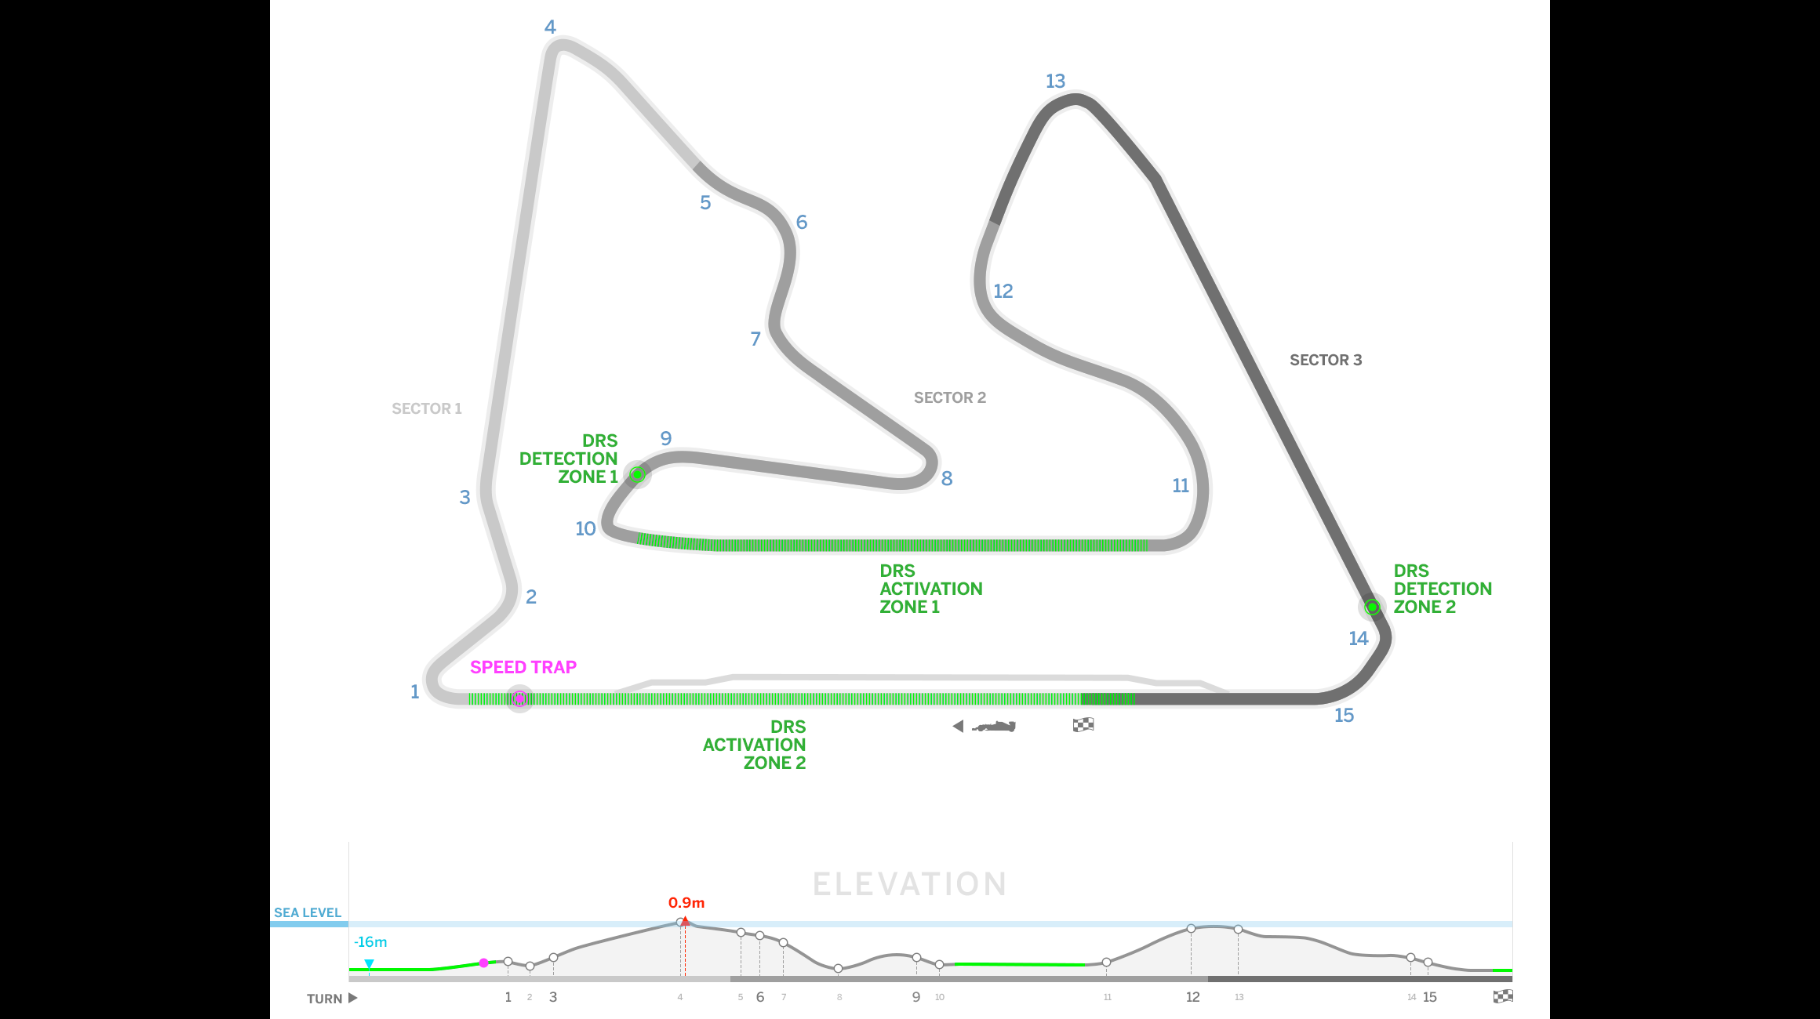 4
13
5
6
12
7
SECTOR 3
SECTOR 2
SECTOR 1
9
DRS
DETECTION
ZONE 1
8
11
3
10
DRS
ACTIVATION
ZONE 1
DRS
DETECTION
ZONE 2
2
14
SPEED TRAP
1
15
DRS
ACTIVATION
ZONE 2
ELEVATION
0.9m
SEA LEVEL
-16m
TURN 1 2 3 4 5 6 7 8 9 10 11 12 13 14 15